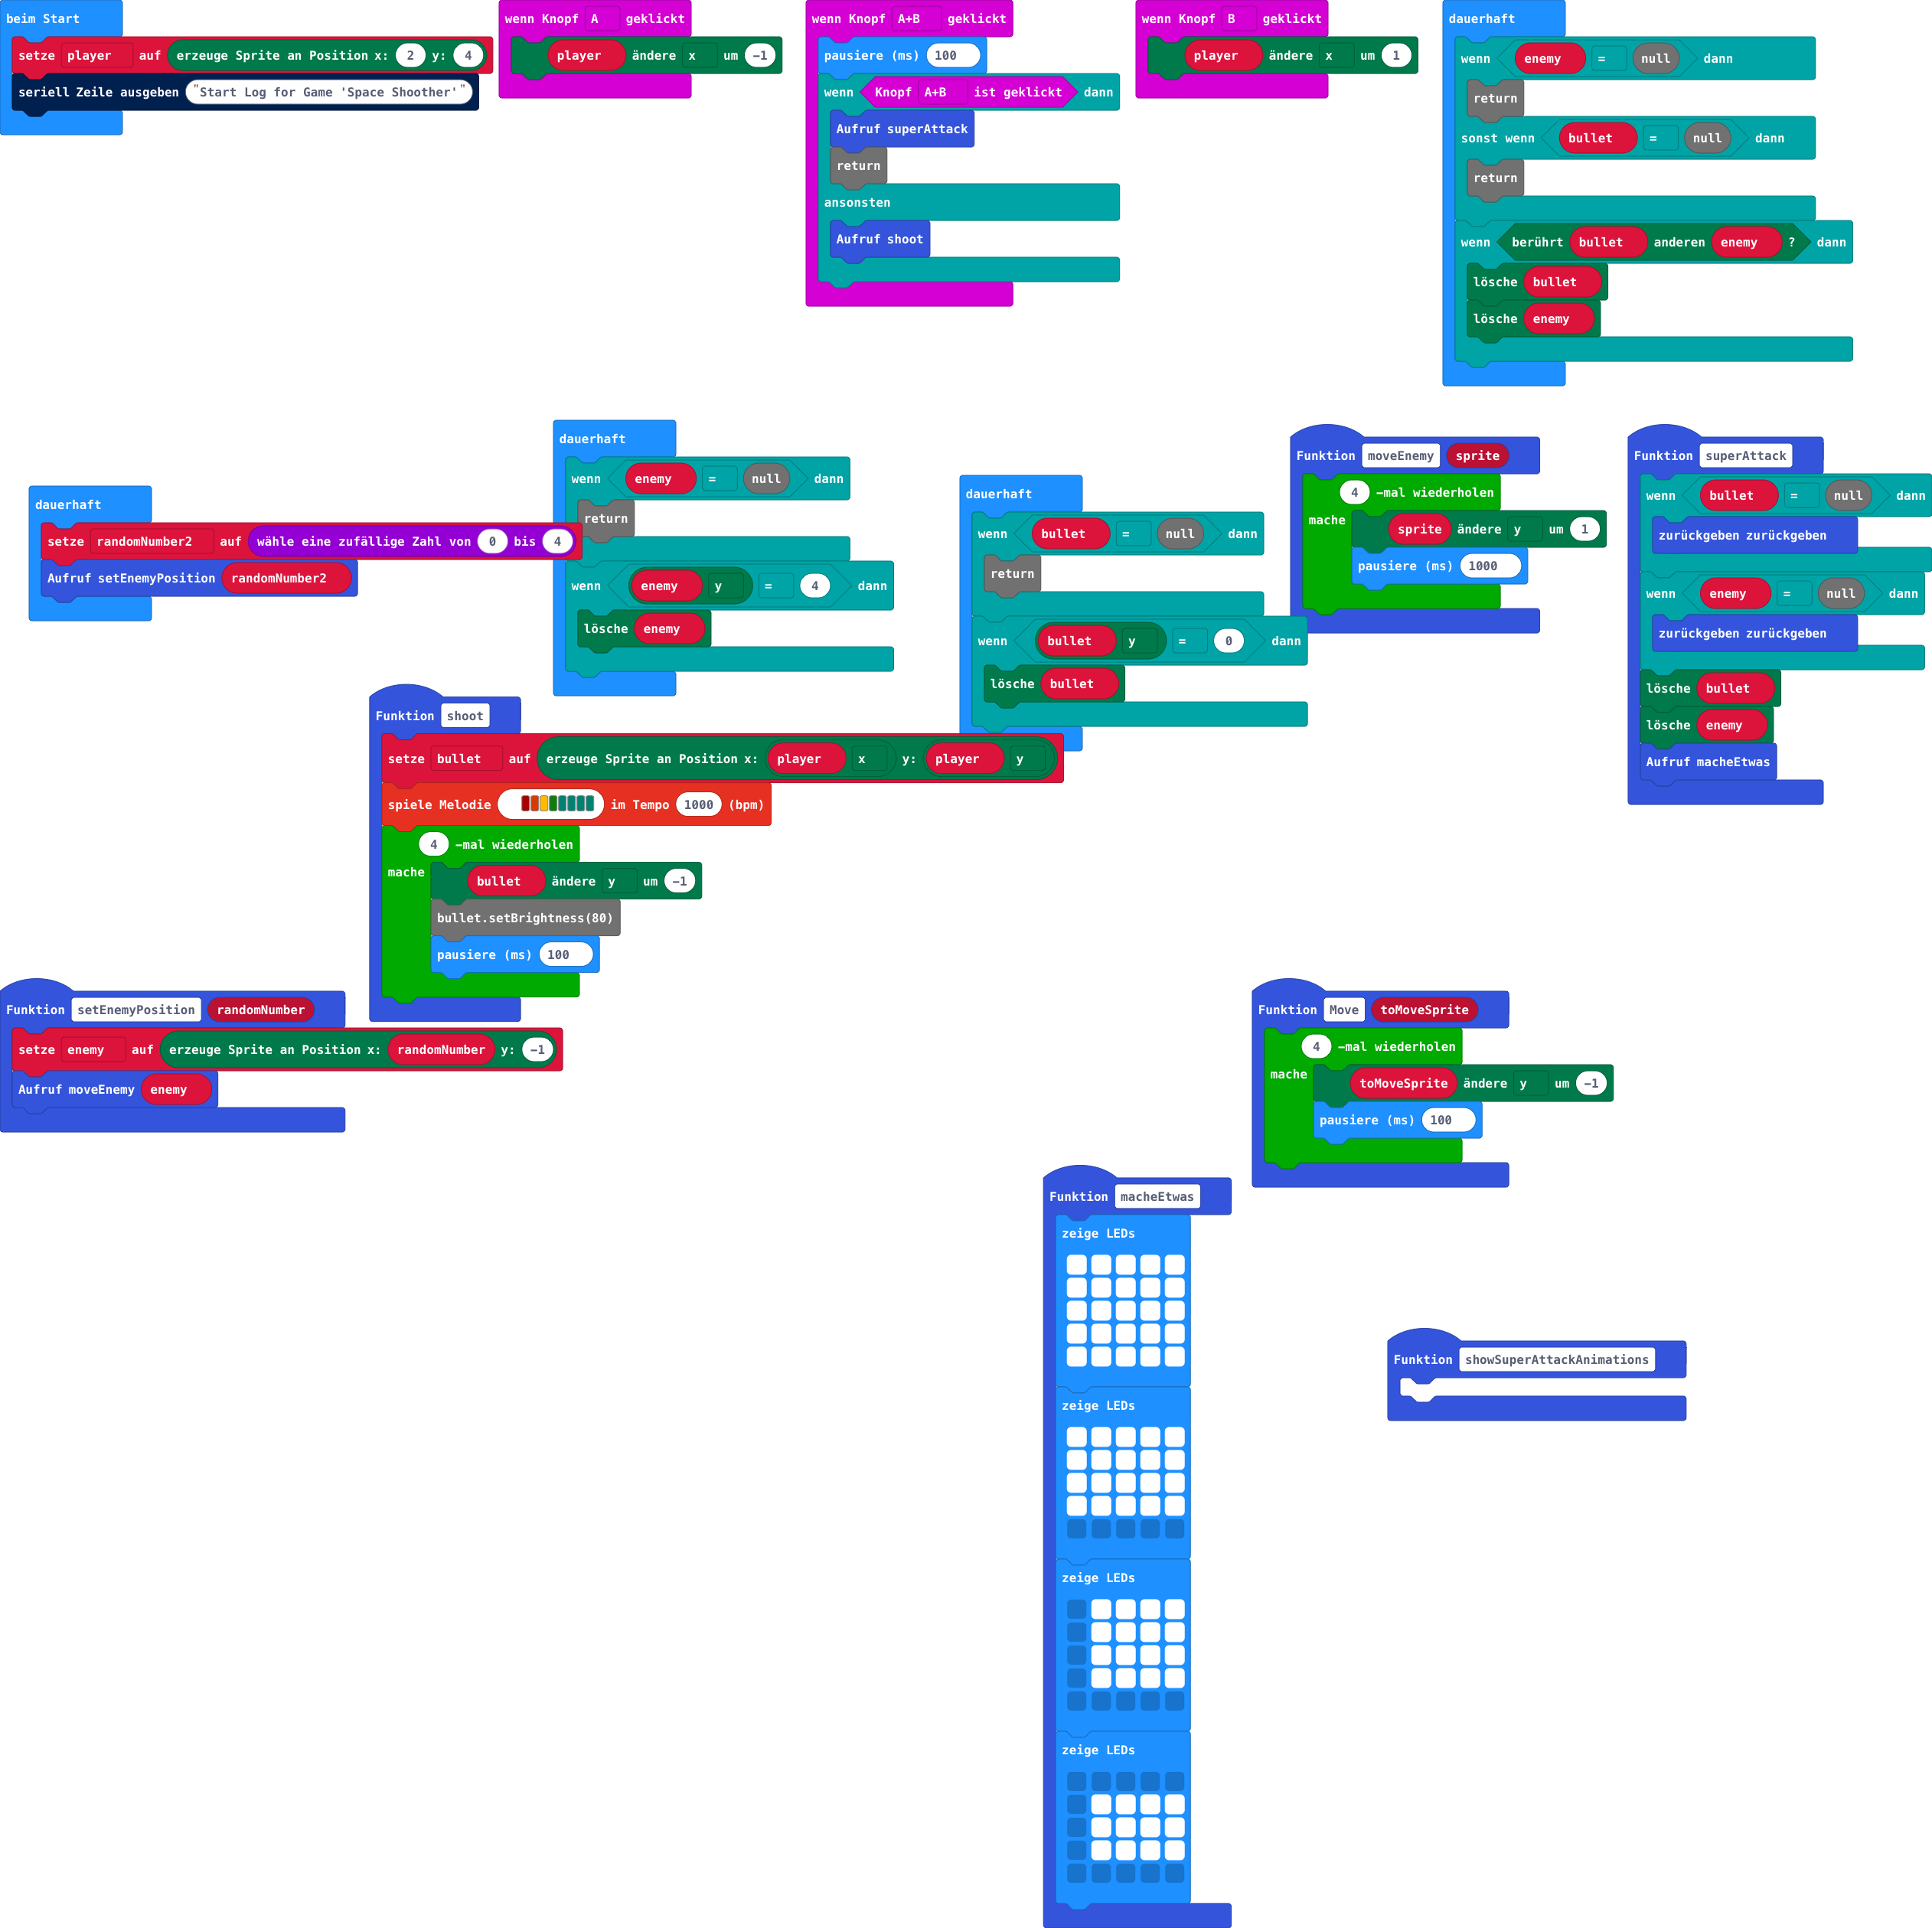 beim Start
setze player auf erzeuge Sprite an Position x: 2 y: 4
seriell Zeile ausgeben "Start Log for Game 'Space Shoother'"
wenn Knopf A geklickt
player ändere x um −1
wenn Knopf A+B geklickt
pausiere (ms) 100
wenn Knopf A+B ist geklickt dann
Aufruf superAttack
return
ansonsten
Aufruf shoot
wenn Knopf B geklickt
player ändere x um 1
dauerhaft
wenn enemy = null dann
return
sonst wenn bullet = null dann
return
wenn berührt bullet anderen enemy ? dann
lösche bullet
lösche enemy
dauerhaft
setze randomNumber2 auf wähle eine zufällige Zahl von 0 bis 4
Aufruf setEnemyPosition randomNumber2
dauerhaft
wenn enemy = null dann
return
wenn enemy y = 4 dann
lösche enemy
dauerhaft
wenn bullet = null dann
return
wenn bullet y = 0 dann
lösche bullet
Funktion moveEnemy sprite
4 −mal wiederholen
mache sprite ändere y um 1
pausiere (ms) 1000
Funktion superAttack
wenn bullet = null dann
zurückgeben zurückgeben
wenn enemy = null dann
zurückgeben zurückgeben
lösche bullet
lösche enemy
Aufruf macheEtwas
Funktion shoot
setze bullet auf erzeuge Sprite an Position x: player x y: player y
spiele Melodie im Tempo 1000 (bpm)
4 −mal wiederholen
mache bullet ändere y um −1
bullet.setBrightness(80)
pausiere (ms) 100
Funktion setEnemyPosition randomNumber
setze enemy auf erzeuge Sprite an Position x: randomNumber y: −1
Aufruf moveEnemy enemy
Funktion Move toMoveSprite
4 −mal wiederholen
mache toMoveSprite ändere y um −1
pausiere (ms) 100
Funktion macheEtwas
zeige LEDs
zeige LEDs
zeige LEDs
zeige LEDs
Funktion showSuperAttackAnimations